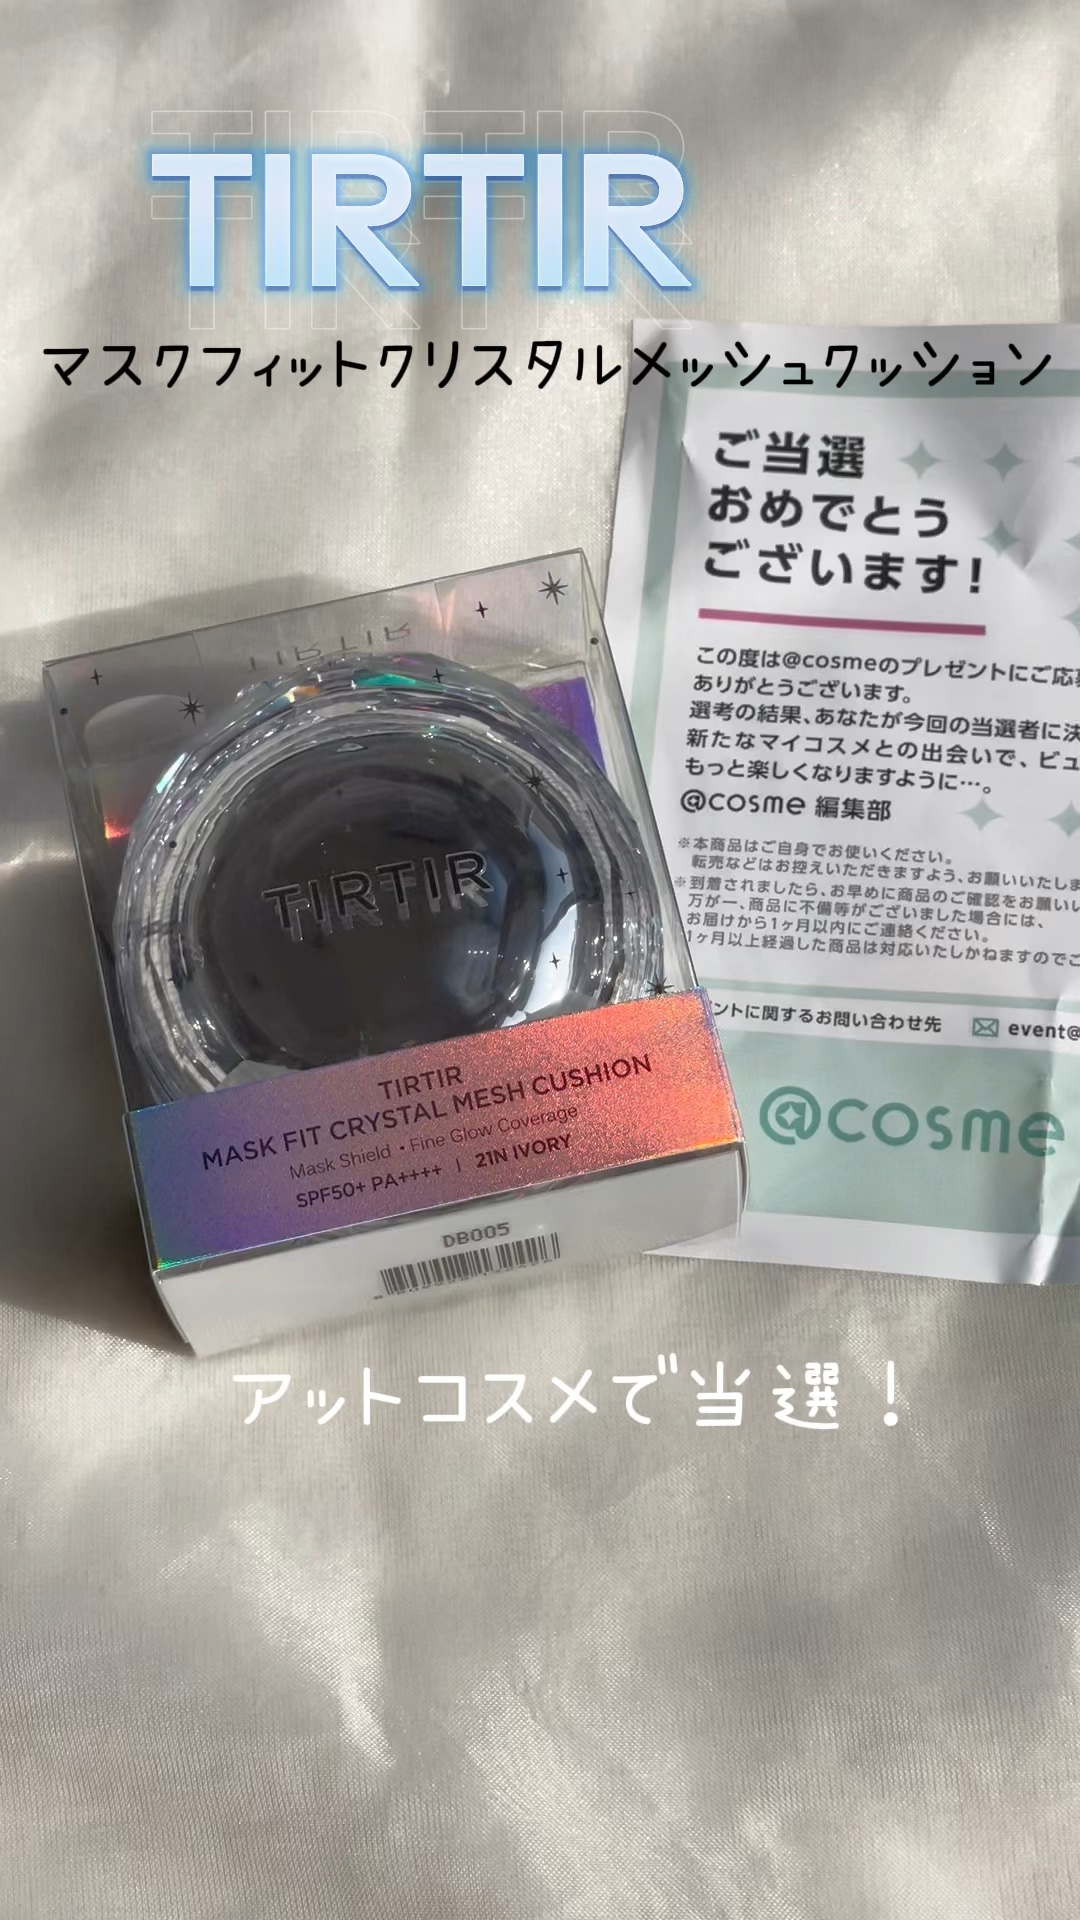 TIRTIR
マスクフィットクリスタルメッシュクッション
ご当選
おめでとう
ございます!
この度は@cosmeのプレゼントにご応
ありがとうございます。
選考の結果、あなたが今回の当選者に決
新たなマイコスメとの出会いで、ビュ
もっと楽しくなりますように…。
@cosme 編集部
※本商品はご自身でお使いください。
転売などはお控えいただきますよう、お願いいたしま
※到着されましたら、お早めに商品のご確認をお願いい
万が一、商品に不備等がございました場合には、
お届けから1ヶ月以内にご連絡ください。
1ヶ月以上経過した商品は対応いたしかねますのでご
ントに関するお問い合わせ先
event@
@cosme
TIRTIR
TIRTIR
TIRTIR
MASK FIT CRYSTAL MESH CUSHION
Mask Shield・Fine Glow Coverage
SPF50+ PA++++ | 21N IVORY
DB005
アットコスメで当選!